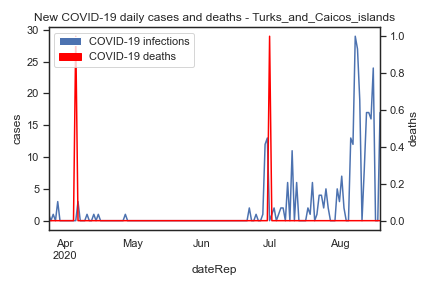 New COVID-19 daily cases and deaths - Turks_and_Caicos_islands
COVID-19 infections
COVID-19 deaths
cases
30
25
20
15
10
5
0
deaths
1.0
0.8
0.6
0.4
0.2
0.0
Apr
2020
May
Jun
Jul
Aug
dateRep